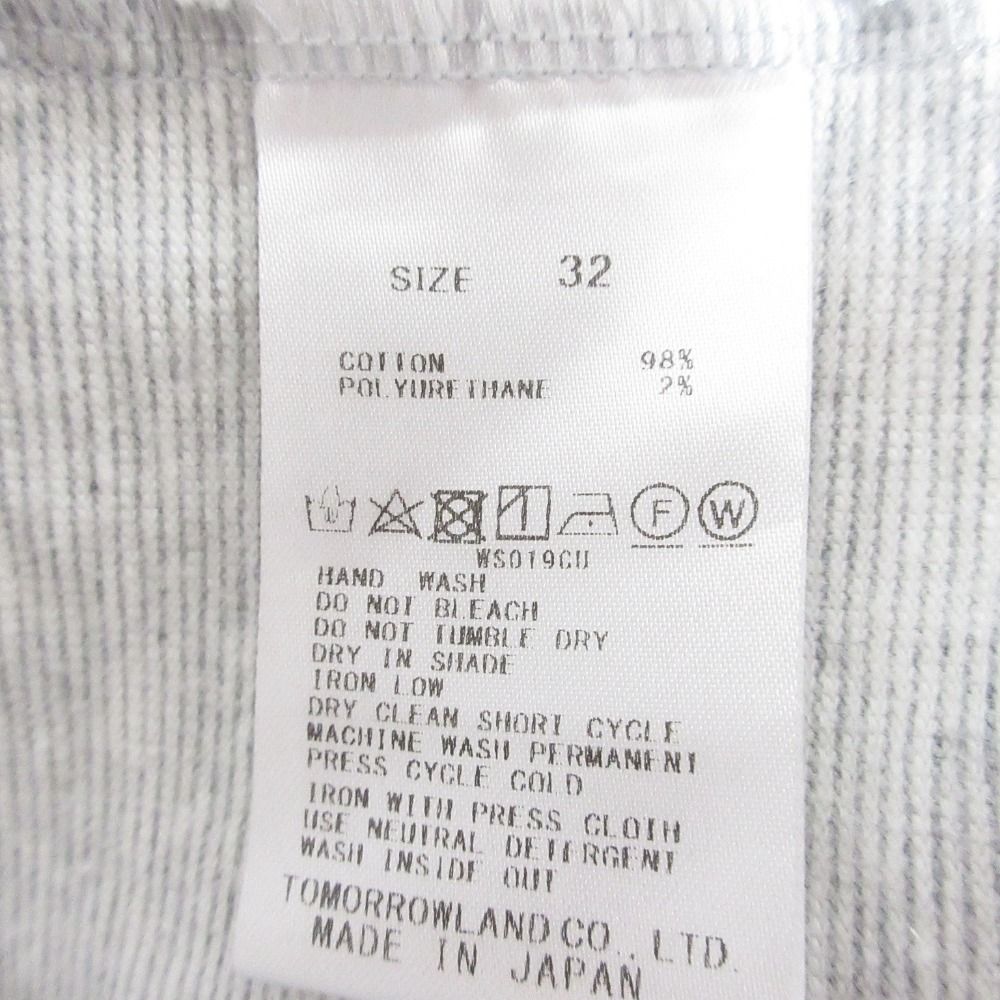 SIZE 32
COTTON 98%
POLYURETHANE 2%
F W
WS019CU
HAND WASH
DO NOT BLEACH
DO NOT TUMBLE DRY
DRY IN SHADE
IRON LOW
DRY CLEAN SHORT CYCLE
MACHINE WASH PERMANENT
PRESS CYCLE COLD
IRON WITH PRESS CLOTH
USE NEUTRAL DETERGENT
WASH INSIDE OUT
TOMORROWLAND CO., LTD.
MADE IN JAPAN